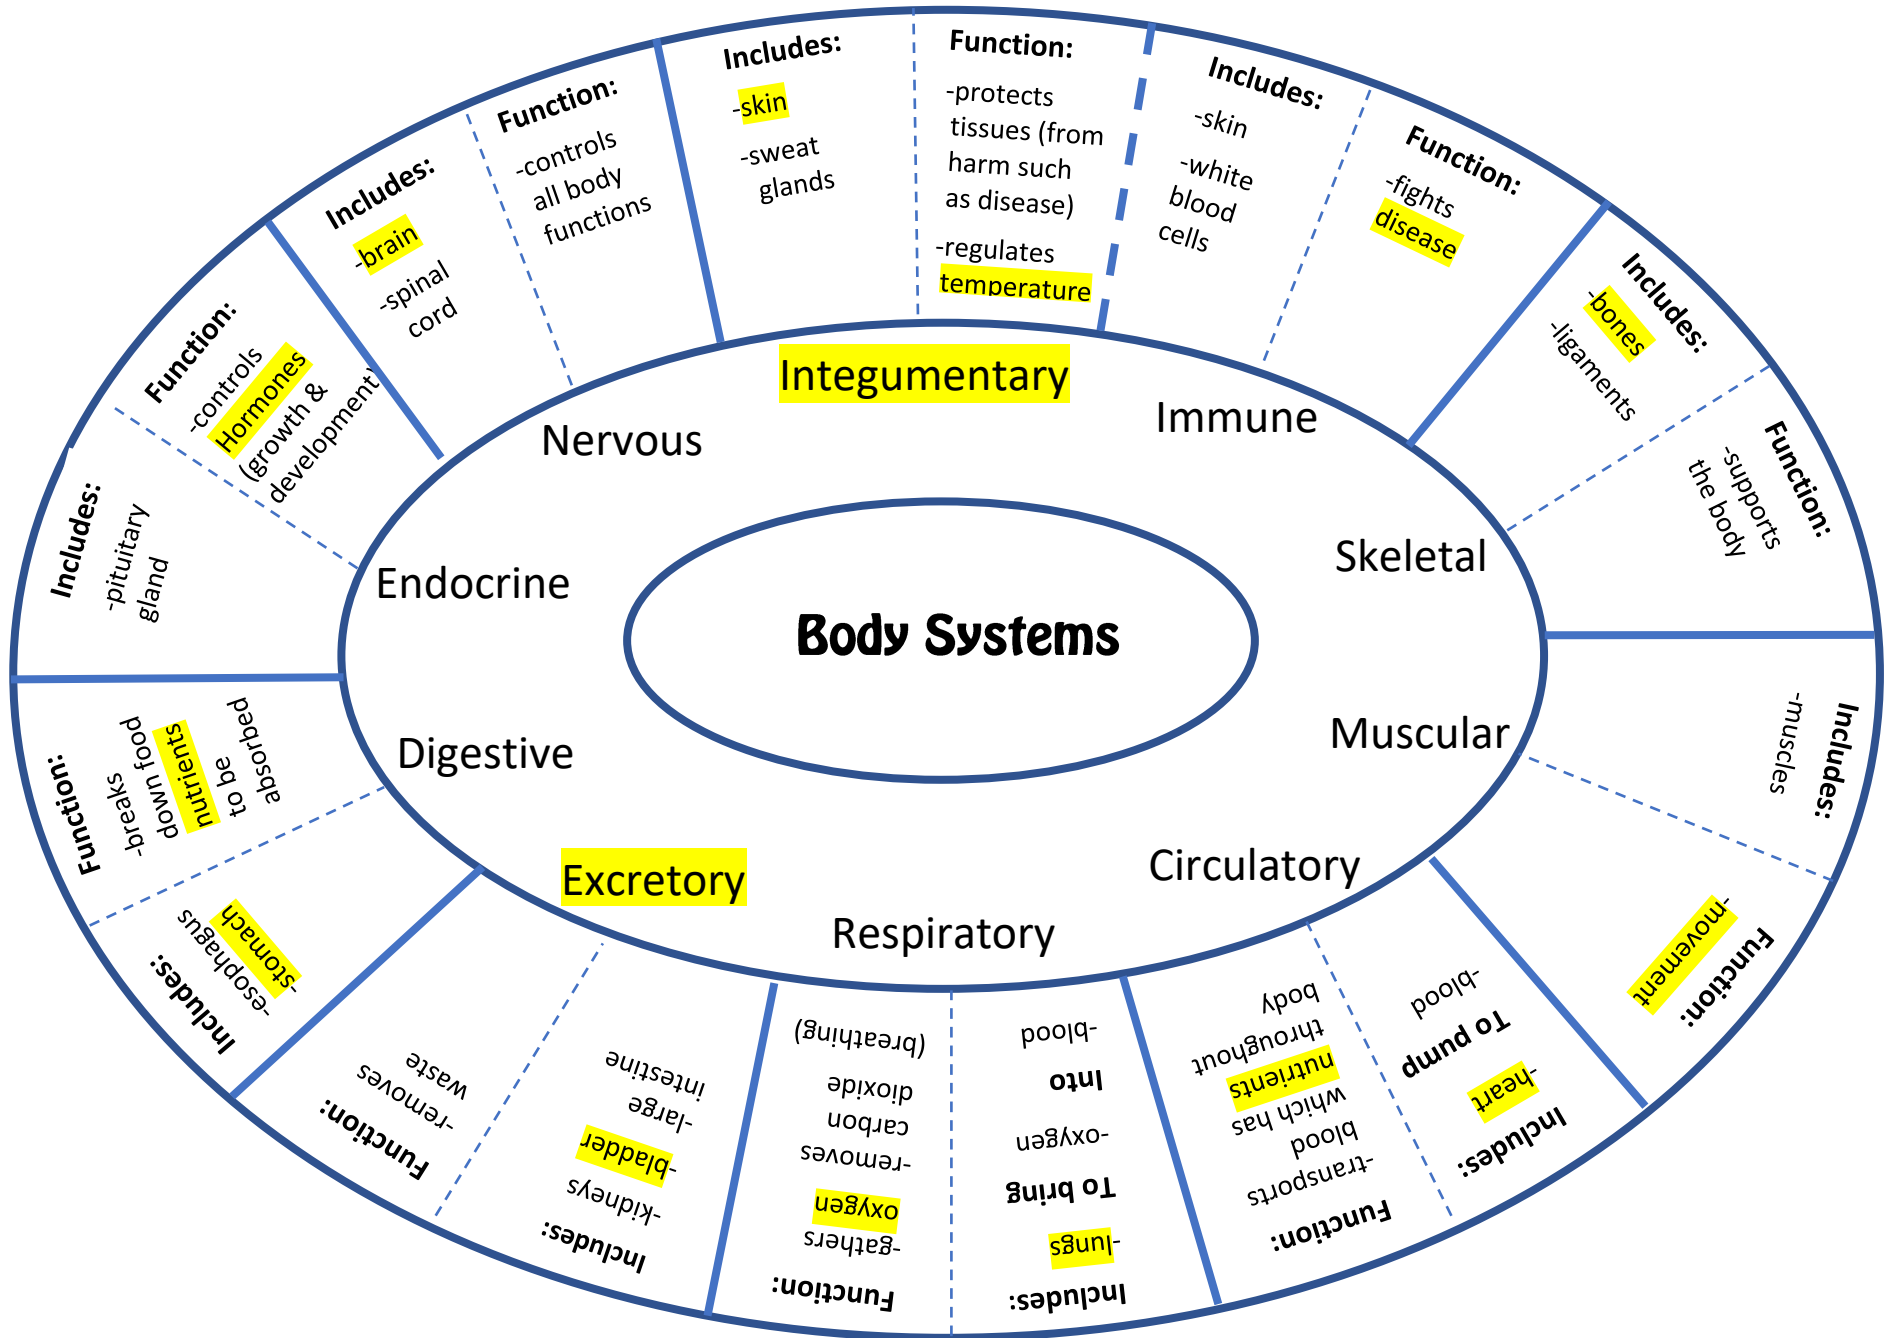 Body Systems
Integumentary
Includes:
-skin
-sweat
glands
Function:
-protects
tissues (from
harm such
as disease)
-regulates
temperature
Immune
Includes:
-skin
-white
blood
cells
Function:
-fights
disease
Skeletal
Includes:
-bones
-ligaments
Function:
-supports
the body
Muscular
Includes:
-muscles
Function:
-movement
Circulatory
Includes:
-heart
To pump
-blood
Function:
-transports
blood
which has
nutrients
throughout
body
Respiratory
Includes:
-lungs
To bring
-oxygen
Into
-blood
Function:
-gathers
oxygen
-removes
carbon
dioxide
(breathing)
Excretory
Includes:
-kidneys
-bladder
-large
intestine
Function:
-removes
waste
Digestive
Includes:
-esophagus
-stomach
Function:
-breaks
down food
nutrients
to be
absorbed
Endocrine
Includes:
-pituitary
gland
Function:
-controls
Hormones
(growth &
development)
Nervous
Includes:
-brain
-spinal
cord
Function:
-controls
all body
functions